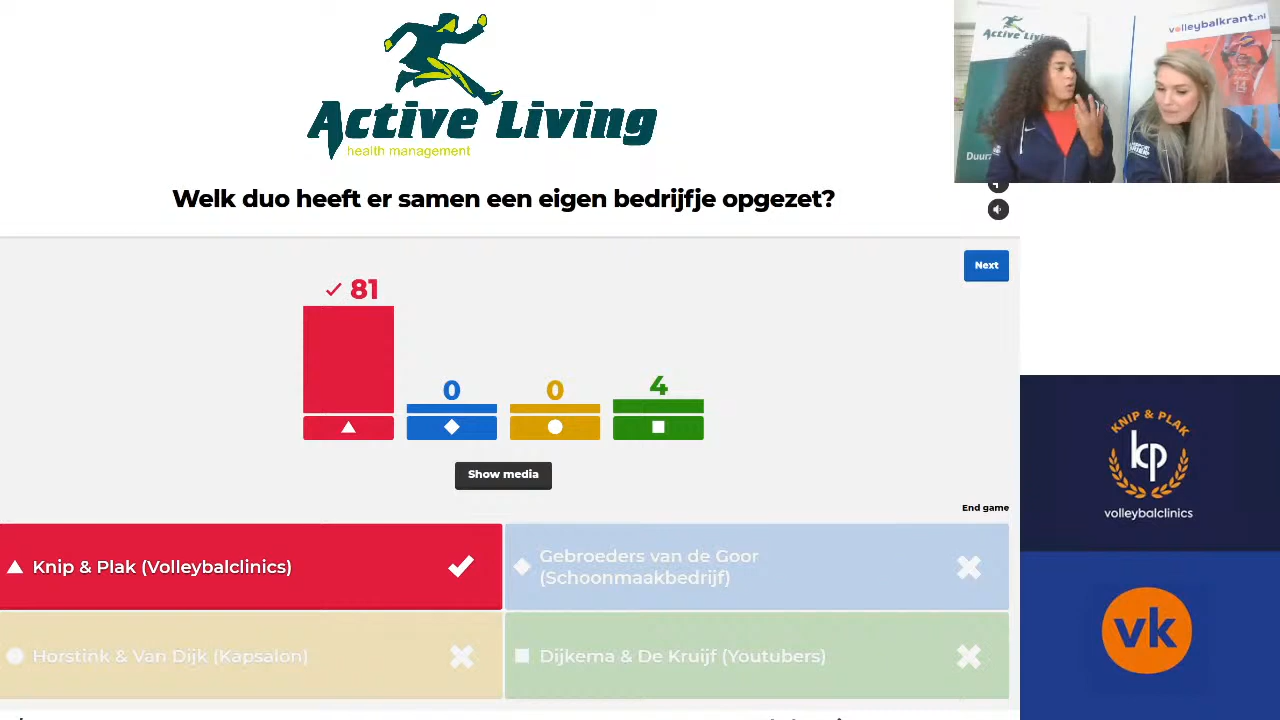 Active Living
health management
Active Living
volleybalkrant.nl
Welk duo heeft er samen een eigen bedrijfje opgezet?
Next
81
0
0
4
Show media
End game
Knip & Plak (Volleybalclinics)
Gebroeders van de Goor
(Schoonmaakbedrijf)
Horstink & Van Dijk (Kapsalon)
Dijkema & De Kruijf (Youtubers)
KNIP & PLAK
kp
volleybalclinics
vk